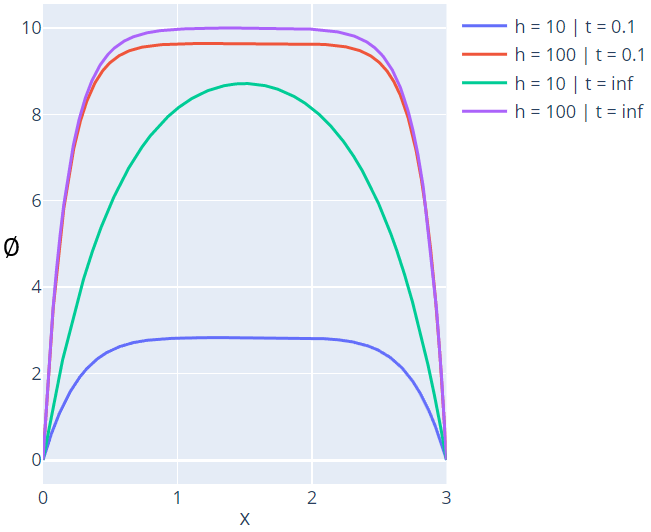 10
8
6
4
2
0
Ø
0 1 2 3
x
h = 10 | t = 0.1
h = 100 | t = 0.1
h = 10 | t = inf
h = 100 | t = inf